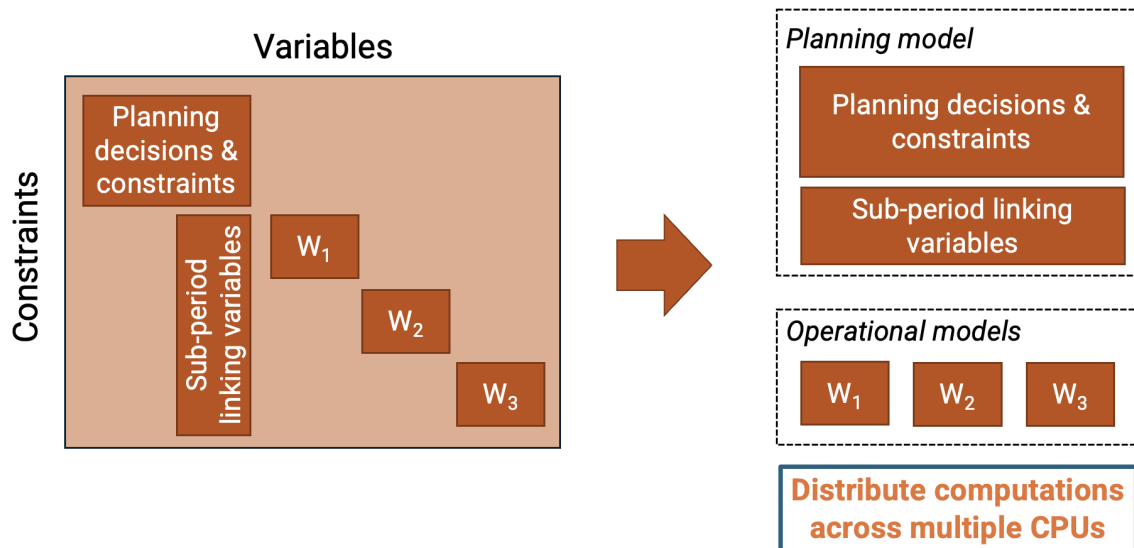 Variables
Constraints
Planning
decisions &
constraints
Sub-period
linking variables
W₁
W₂
W₃
Planning model
Planning decisions &
constraints
Sub-period linking
variables
Operational models
W₁
W₂
W₃
Distribute computations
across multiple CPUs